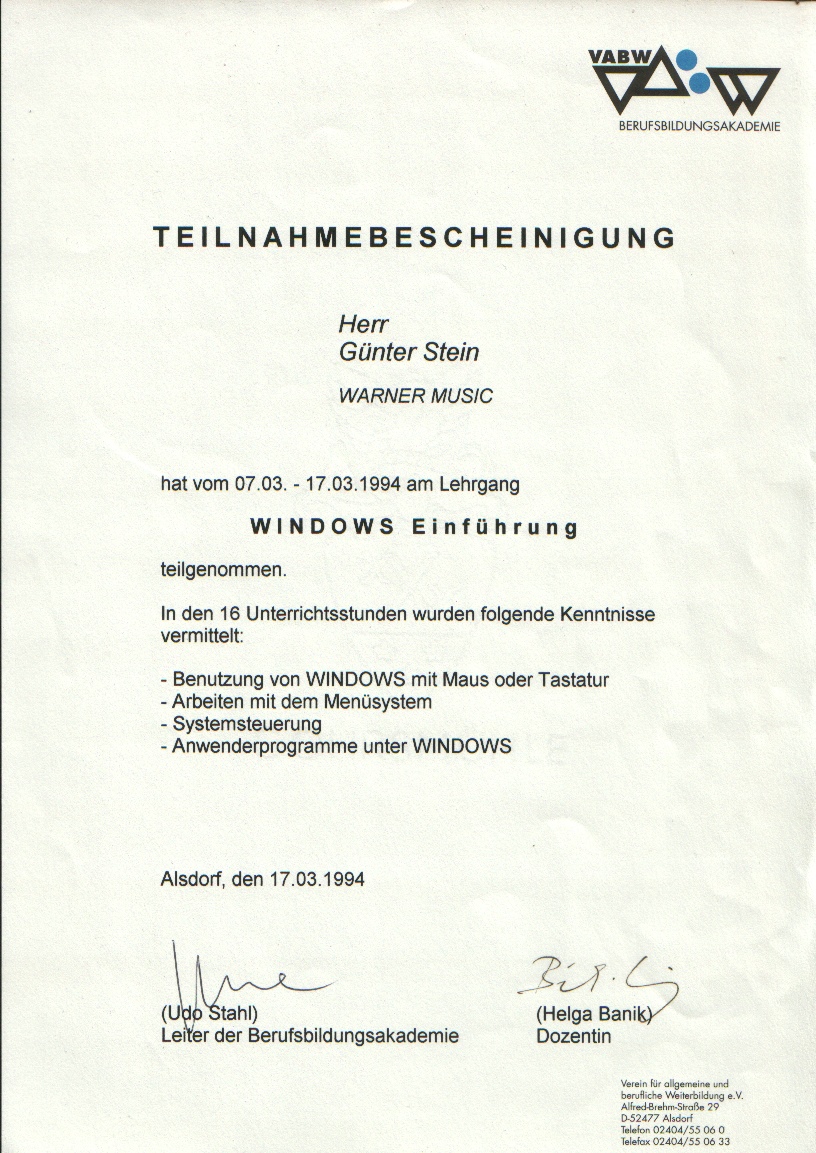 VABW
BERUFSBILDUNGSAKADEMIE
TEILNAHMEBESCHEINIGUNG
Herr
Günter Stein
WARNER MUSIC
hat vom 07.03. - 17.03.1994 am Lehrgang
WINDOWS Einführung
teilgenommen.
In den 16 Unterrichtsstunden wurden folgende Kenntnisse
vermittelt:
- Benutzung von WINDOWS mit Maus oder Tastatur
- Arbeiten mit dem Menüsystem
- Systemsteuerung
- Anwenderprogramme unter WINDOWS
Alsdorf, den 17.03.1994
(Udo Stahl)
Leiter der Berufsbildungsakademie
(Helga Banik)
Dozentin
Verein für allgemeine und
berufliche Weiterbildung e.V.
Alfred-Brehm-Straße 29
D-52477 Alsdorf
Telefon 02404/55 06 0
Telefax 02404/55 06 33